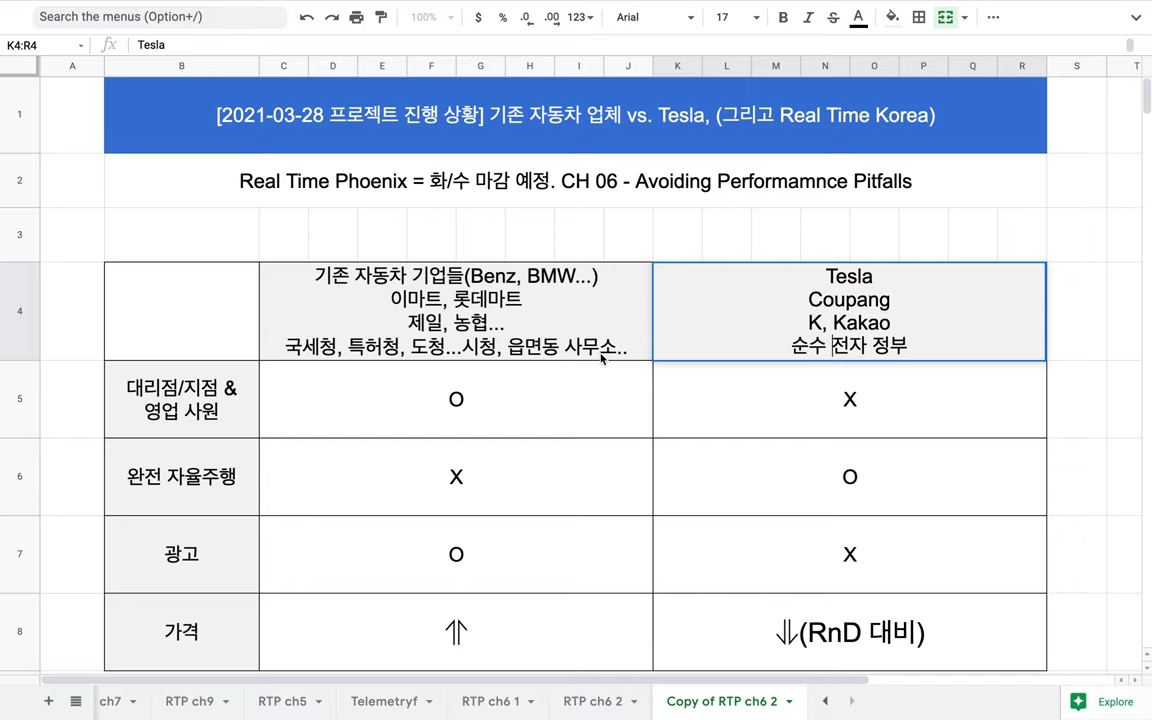 Search the menus (Option+/)
100%
$ % .0 .00 123
Arial
17
B I S A
K4:R4
fx
Tesla
A B C D E F G H I J K L M N O P Q R S T
1
[2021-03-28 프로젝트 진행 상황] 기존 자동차 업체 vs. Tesla, (그리고 Real Time Korea)
2
Real Time Phoenix = 화/수 마감 예정. CH 06 - Avoiding Performamnce Pitfalls
3
4
기존 자동차 기업들(Benz, BMW...)
이마트, 롯데마트
제일, 농협...
국세청, 특허청, 도청...시청, 읍면동 사무소..
Tesla
Coupang
K, Kakao
순수 전자 정부
5
대리점/지점 &
영업 사원
O
X
6
완전 자율주행
X
O
7
광고
O
X
8
가격
⇑
⇓(RnD 대비)
ch7
RTP ch9
RTP ch5
Telemetryf
RTP ch6 1
RTP ch6 2
Copy of RTP ch6 2
Explore